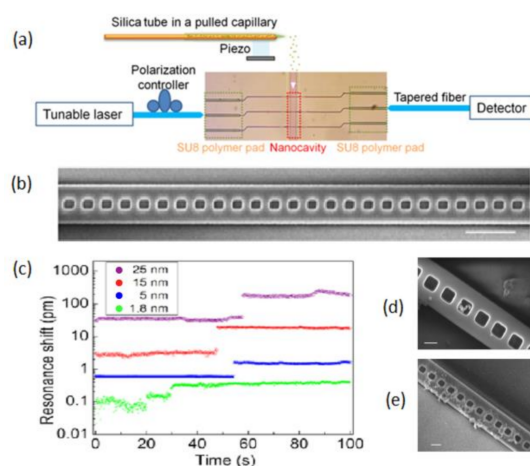 (a)
Silica tube in a pulled capillary
Piezo
Polarization
controller
Tunable laser
Tapered fiber
Detector
SU8 polymer pad
Nanocavity
SU8 polymer pad
(b)
(c)
Resonance shift (pm)
1000
100
10
1
0.1
0.01
25 nm
15 nm
5 nm
1.8 nm
0
20
40
60
80
100
Time (s)
(d)
(e)